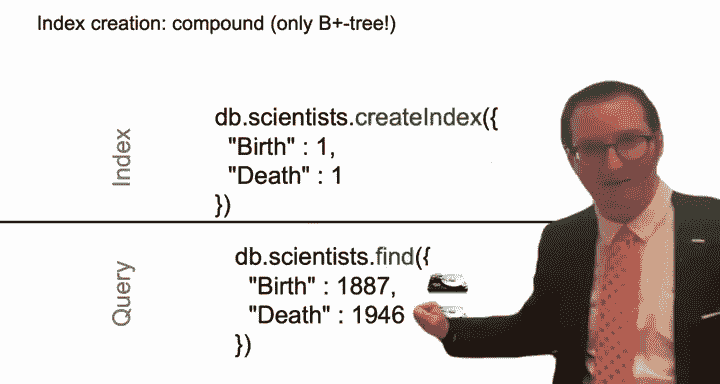 Index creation: compound (only B+-tree!)
Index
db.scientists.createIndex({
"Birth" : 1,
"Death" : 1
})
Query
db.scientists.find({
"Birth" : 1887,
"Death" : 1946
})